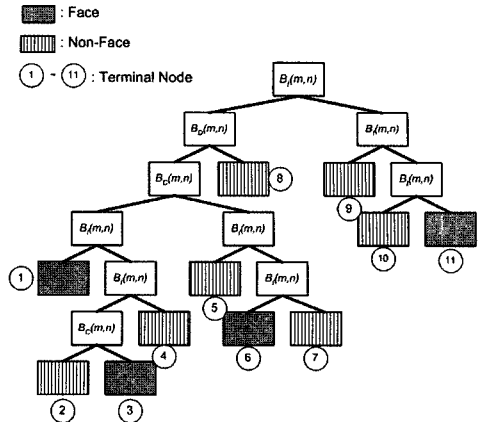 : Face
: Non-Face
1 ~ 11 : Terminal Node
B_I(m,n)
B_D(m,n)
B_I(m,n)
B_C(m,n)
8
9
B_I(m,n)
B_I(m,n)
B_I(m,n)
10
11
1
B_I(m,n)
5
B_I(m,n)
B_C(m,n)
4
6
7
2
3